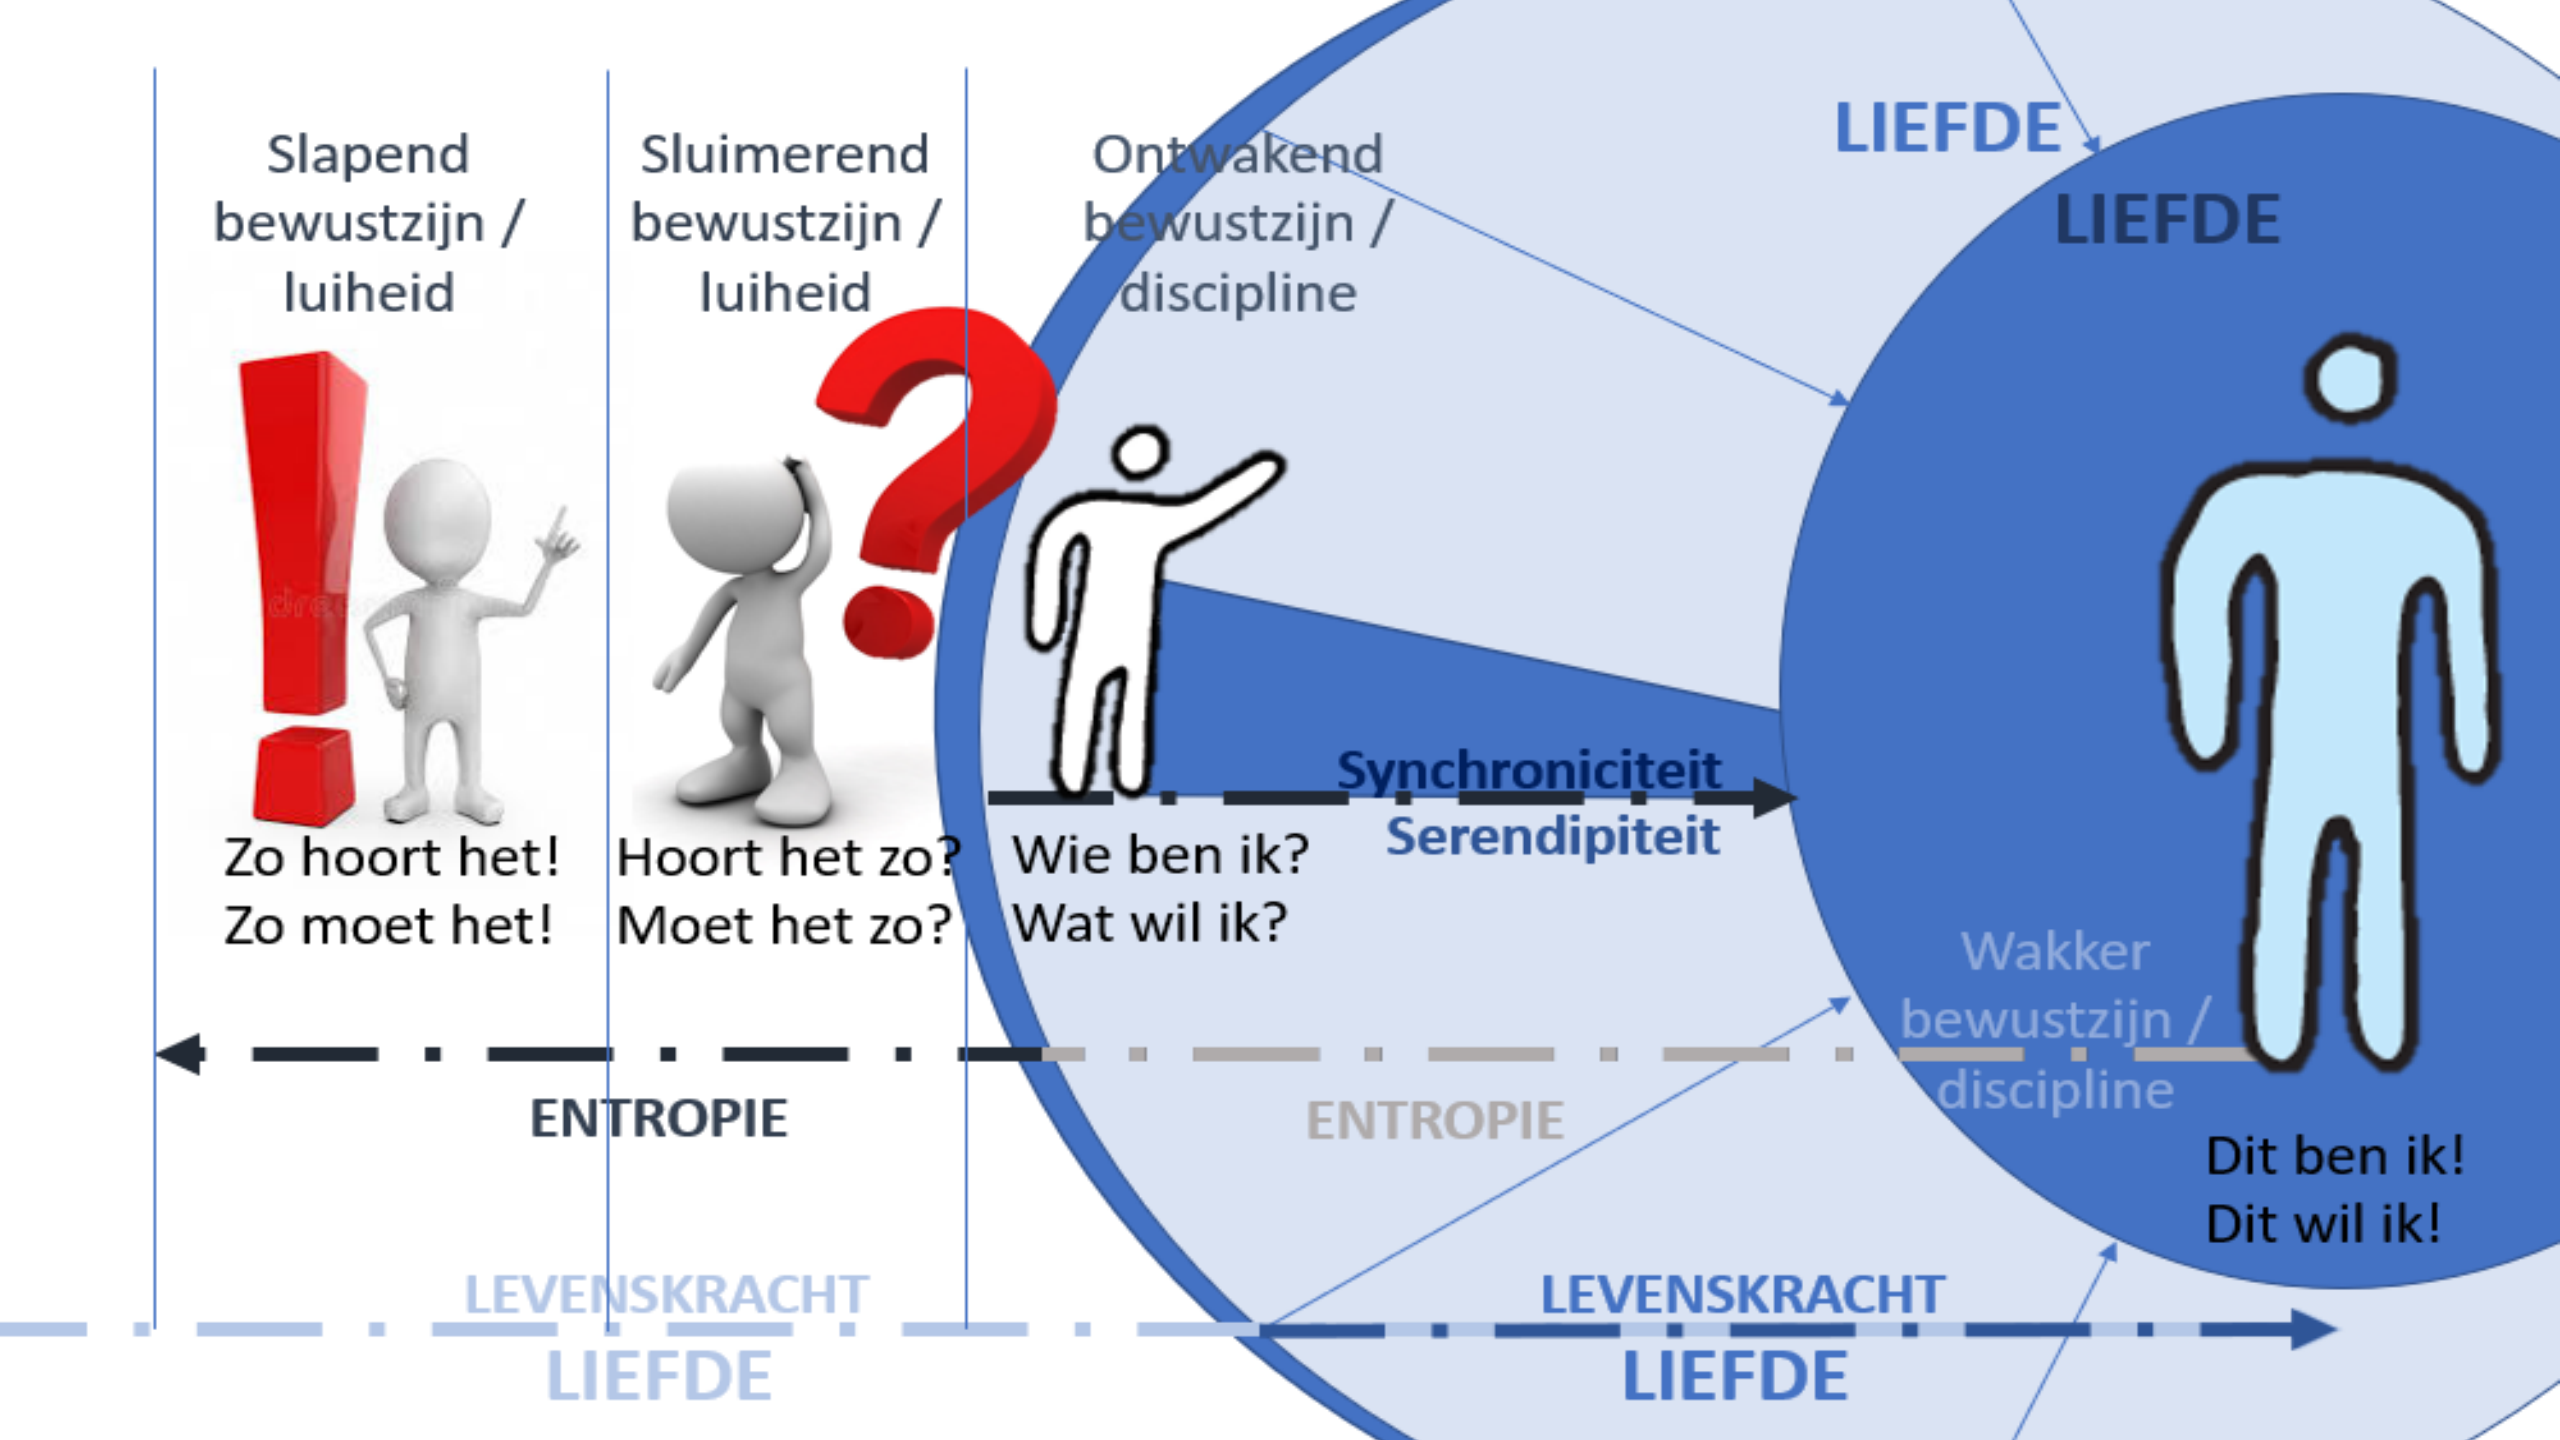 Slapend
bewustzijn /
luiheid
Sluimerend
bewustzijn /
luiheid
Ontwakend
bewustzijn /
discipline
LIEFDE
LIEFDE
Zo hoort het!
Zo moet het!
Hoort het zo?
Moet het zo?
Wie ben ik?
Wat wil ik?
Synchroniciteit
Serendipiteit
Wakker
bewustzijn /
discipline
Dit ben ik!
Dit wil ik!
ENTROPIE
ENTROPIE
LEVENSKRACHT
LIEFDE
LEVENSKRACHT
LIEFDE